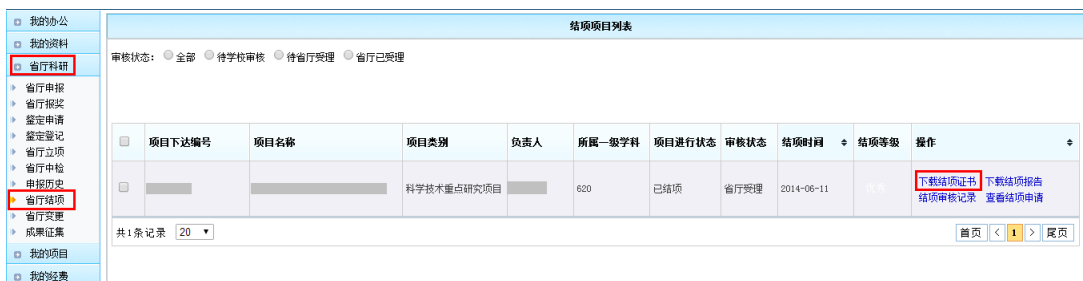 我的办公
我的资料
省厅科研
省厅申报
省厅报奖
鉴定申请
鉴定登记
省厅立项
省厅中检
申报历史
省厅结项
省厅变更
成果征集
我的项目
我的经费
结项项目列表
审核状态: 全部 待学校审核 待省厅受理 省厅已受理
项目下达编号 项目名称 项目类别 负责人 所属一级学科 项目进行状态 审核状态 结项时间 结项等级 操作
科学技术重点研究项目 620 已结项 省厅受理 2014-06-11 下载结项证书 下载结项报告
结项审核记录 查看结项申请
共1条记录 20 首页 < 1 > 尾页